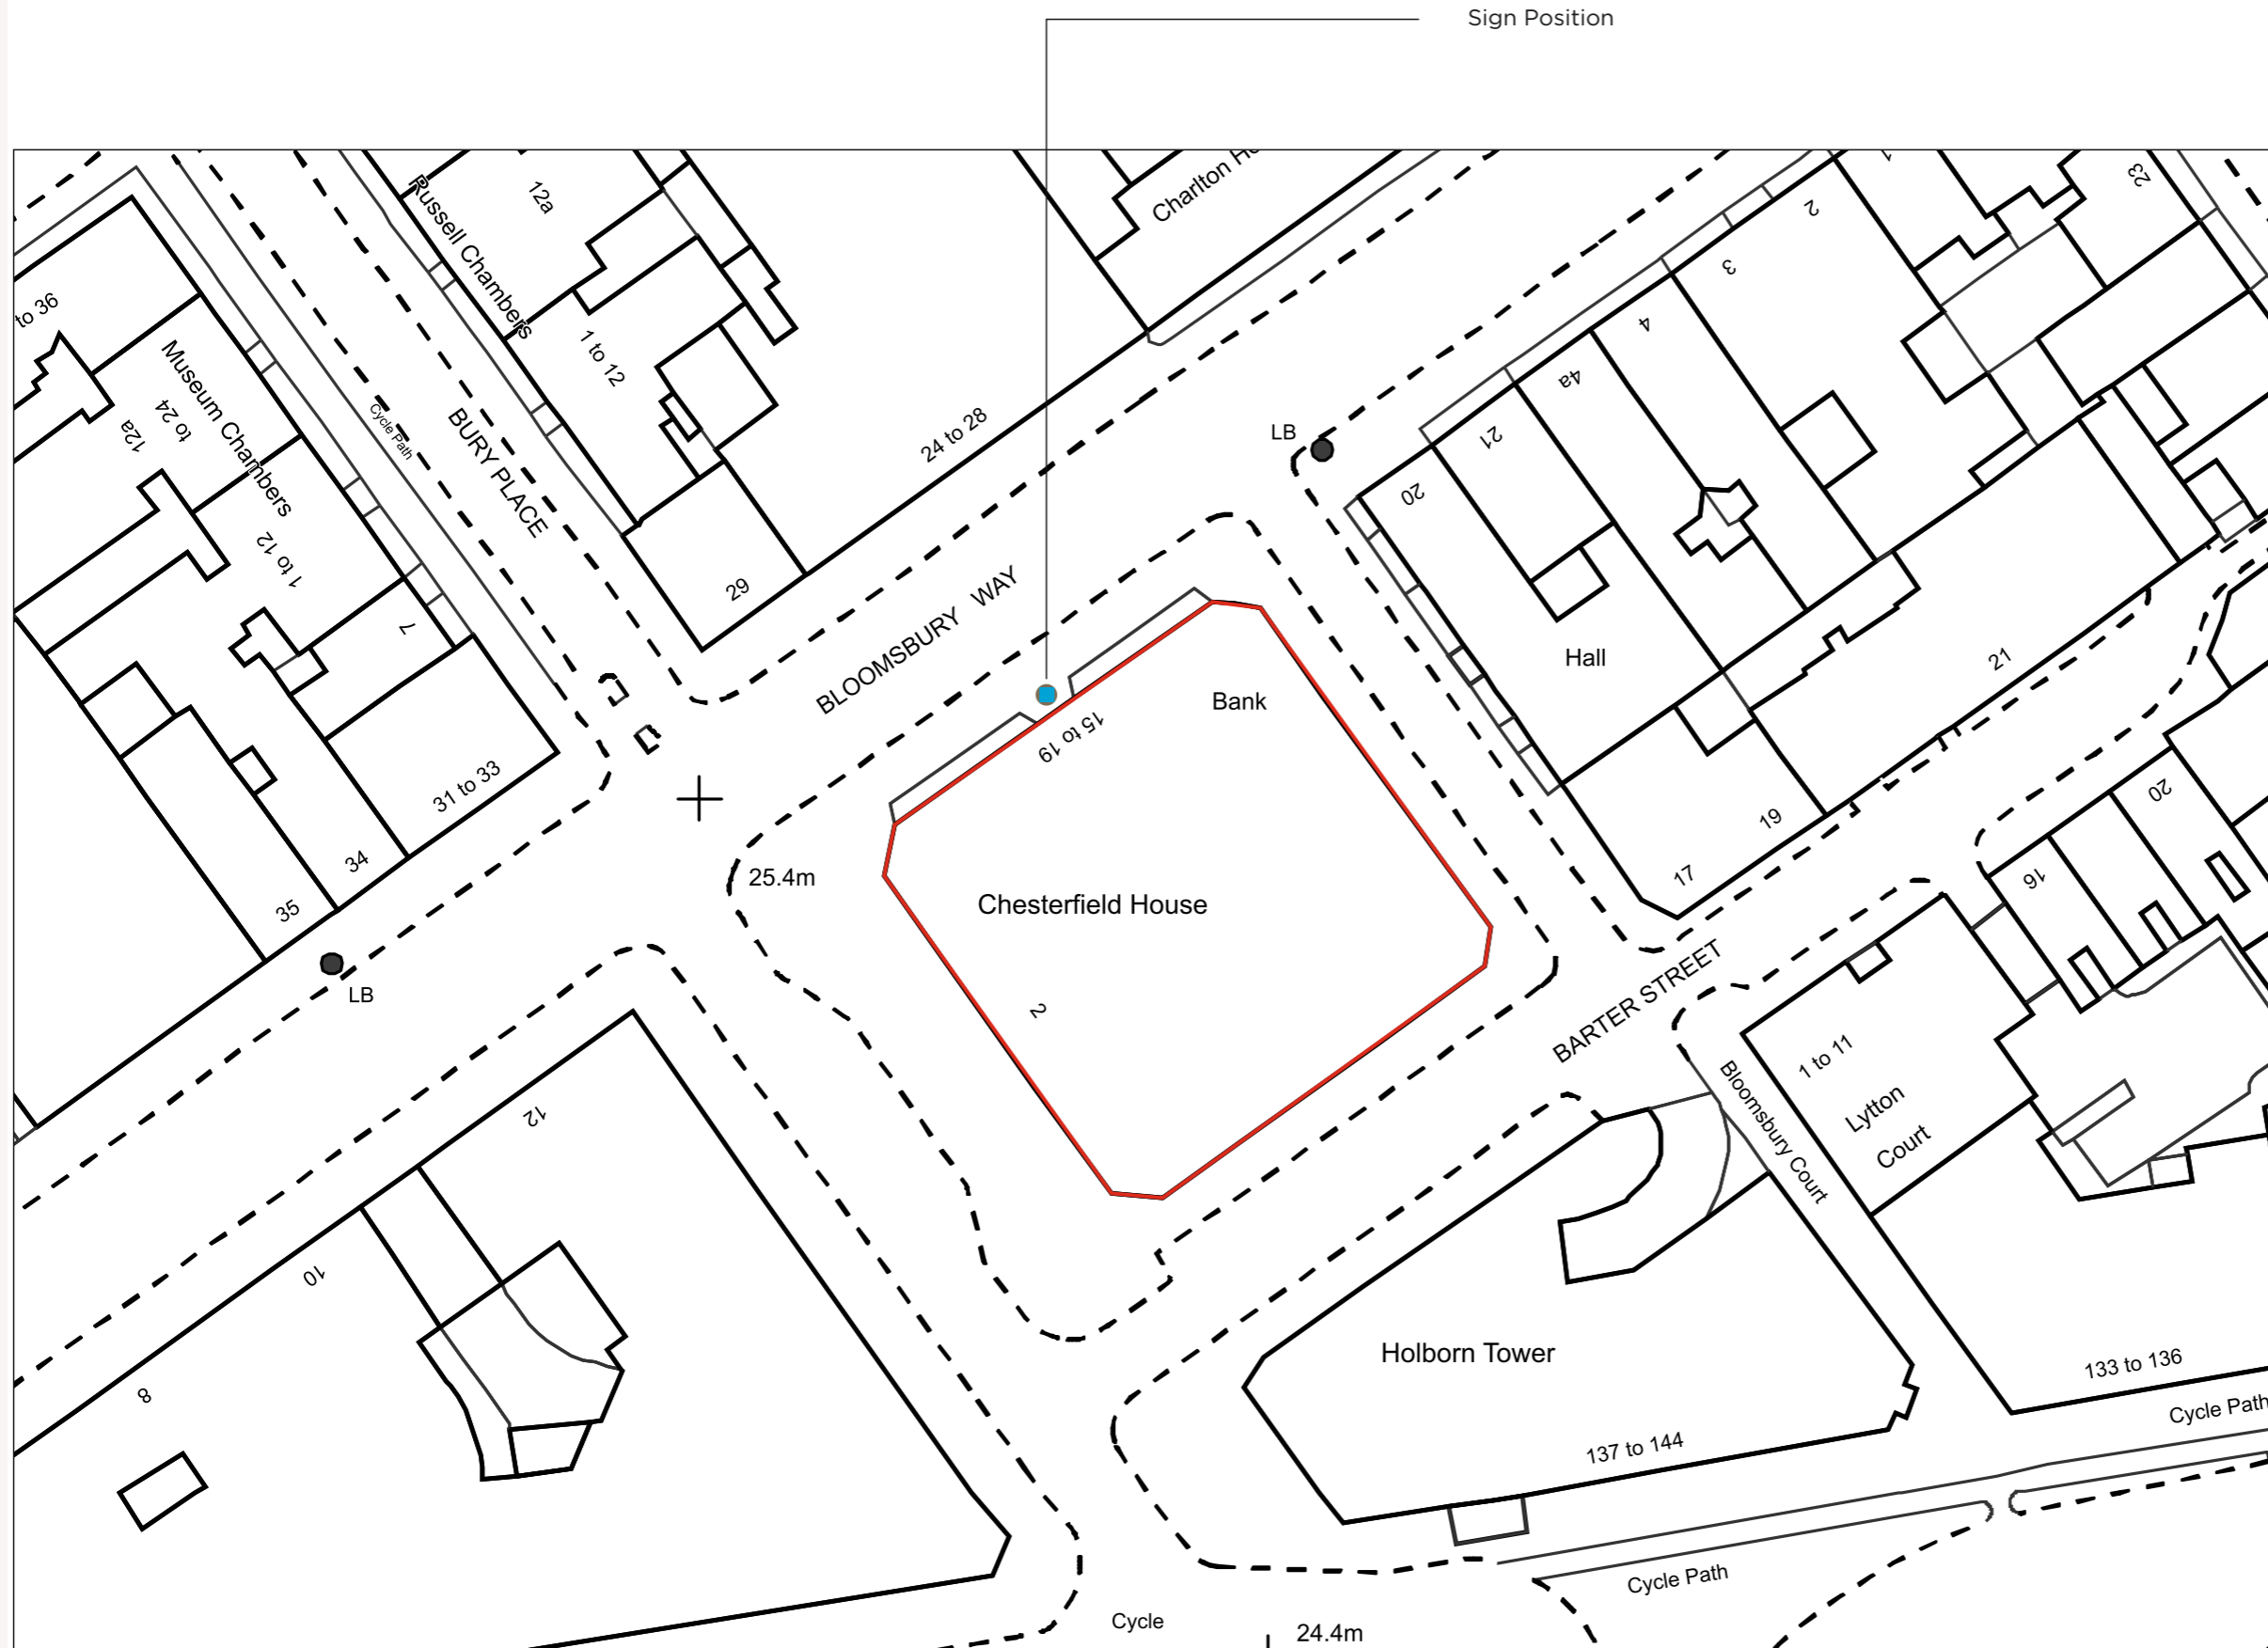 Sign Position
Charlton Ho
12a
Russell Chambers
1 to 12
to 36
Museum Chambers
12a
to 24
1 to 12
Cycle Path
BURY PLACE
24 to 28
29
7
31 to 33
34
35
LB
LB
BLOOMSBURY WAY
1
2
3
4
4a
21
20
23
Hall
21
19
17
Bank
15 to 19
Chesterfield House
2
25.4m
BARTER STREET
20
16
1 to 11
Lytton
Court
Bloomsbury Court
12
10
8
Holborn Tower
137 to 144
133 to 136
Cycle Path
Cycle Path
Cycle
24.4m